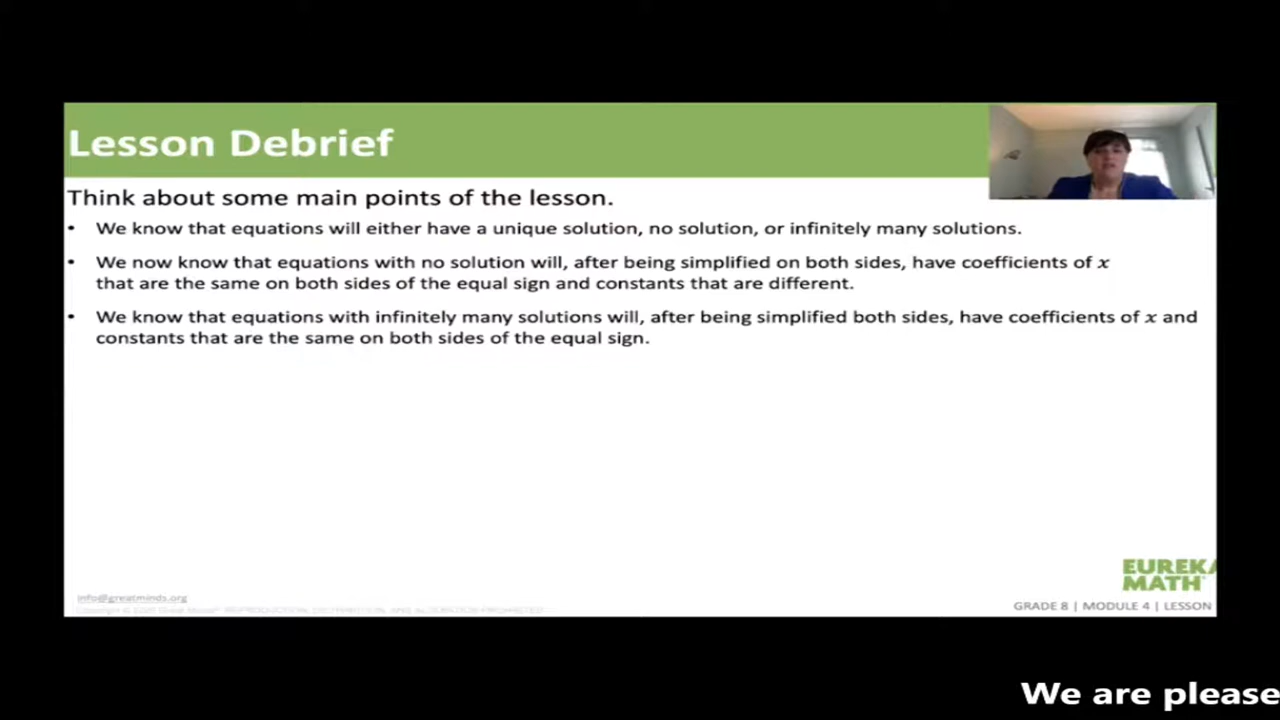 Lesson Debrief
Think about some main points of the lesson.
• We know that equations will either have a unique solution, no solution, or infinitely many solutions.
• We now know that equations with no solution will, after being simplified on both sides, have coefficients of x
that are the same on both sides of the equal sign and constants that are different.
• We know that equations with infinitely many solutions will, after being simplified both sides, have coefficients of x and
constants that are the same on both sides of the equal sign.
EUREKA
MATH
info@greatminds.org
GRADE 8 | MODULE 4 | LESSON
We are please